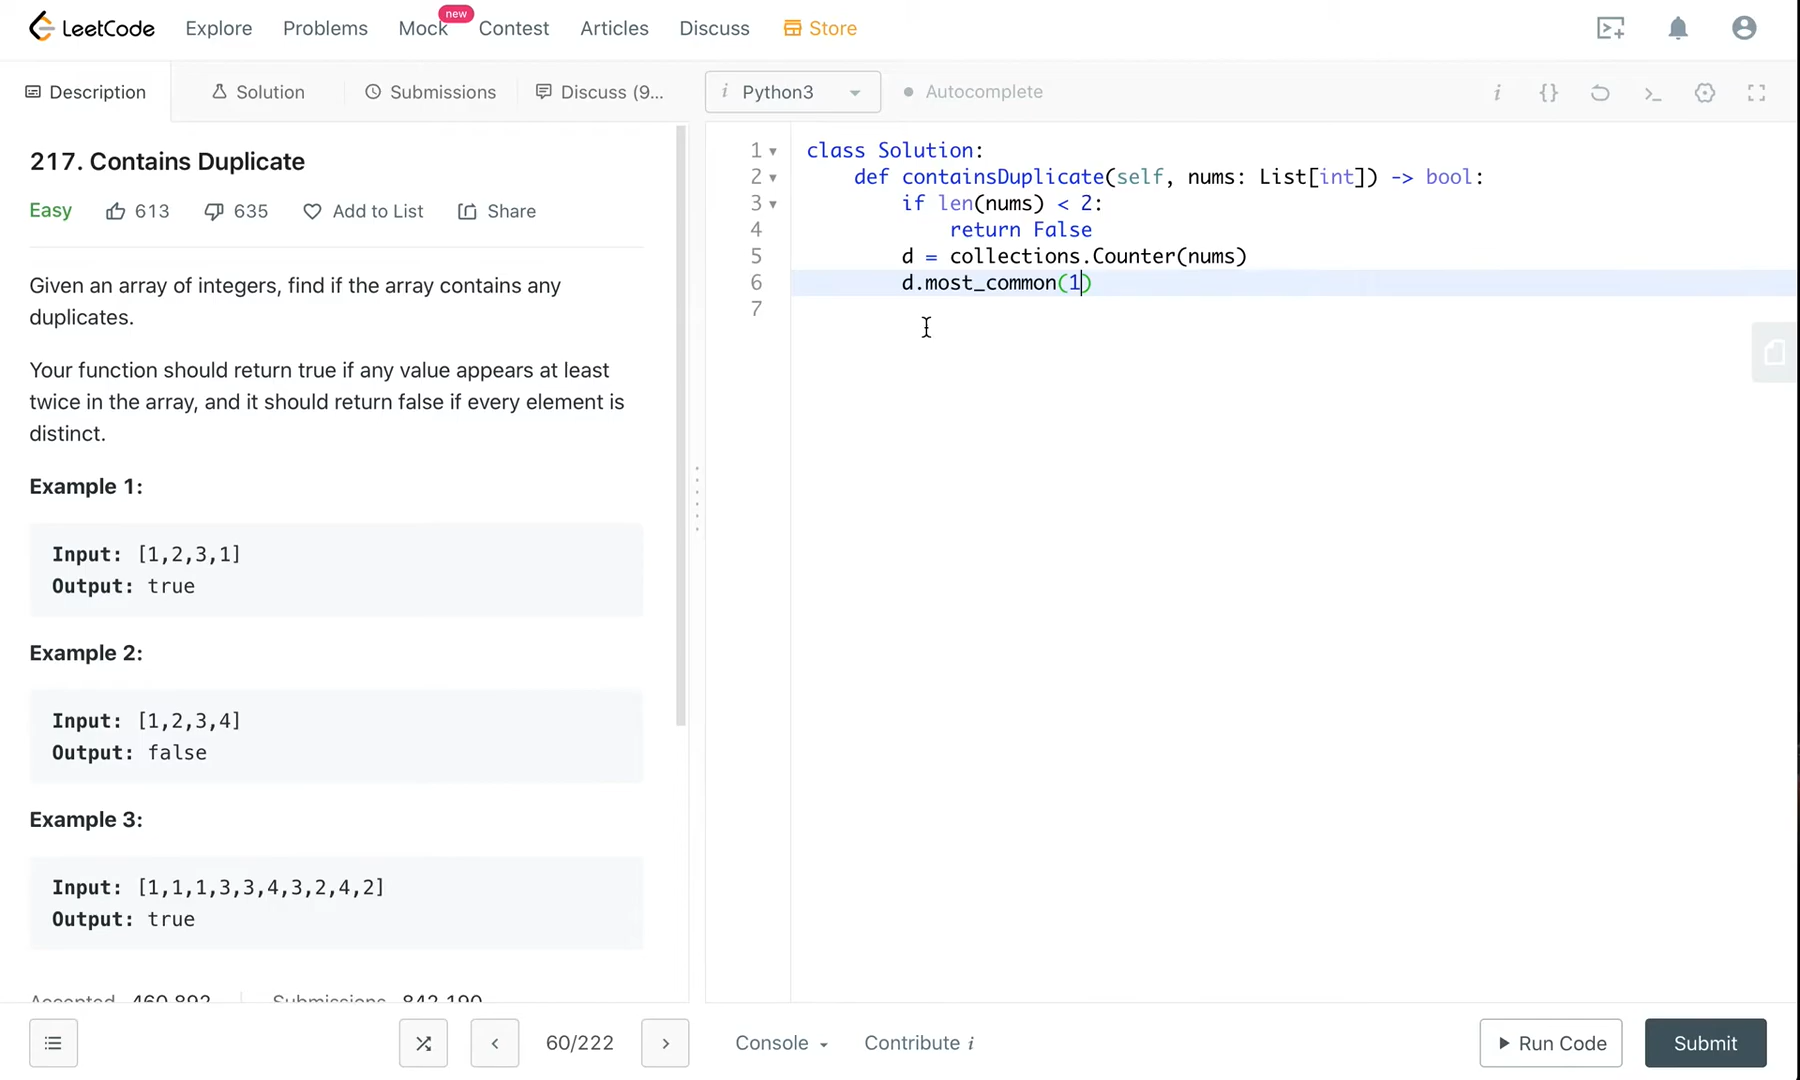 LeetCode
Explore
Problems
Mock
new
Contest
Articles
Discuss
Store
Description
Solution
Submissions
Discuss (9...
i Python3
Autocomplete
i
{}
217. Contains Duplicate
Easy
613
635
Add to List
Share
Given an array of integers, find if the array contains any
duplicates.
Your function should return true if any value appears at least
twice in the array, and it should return false if every element is
distinct.
Example 1:
Input: [1,2,3,1]
Output: true
Example 2:
Input: [1,2,3,4]
Output: false
Example 3:
Input: [1,1,1,3,3,4,3,2,4,2]
Output: true
Accepted 460,892
Submissions 842,190
1 class Solution:
2 def containsDuplicate(self, nums: List[int]) -> bool:
3 if len(nums) < 2:
4 return False
5 d = collections.Counter(nums)
6 d.most_common(1)
7
60/222
Console
Contribute i
Run Code
Submit